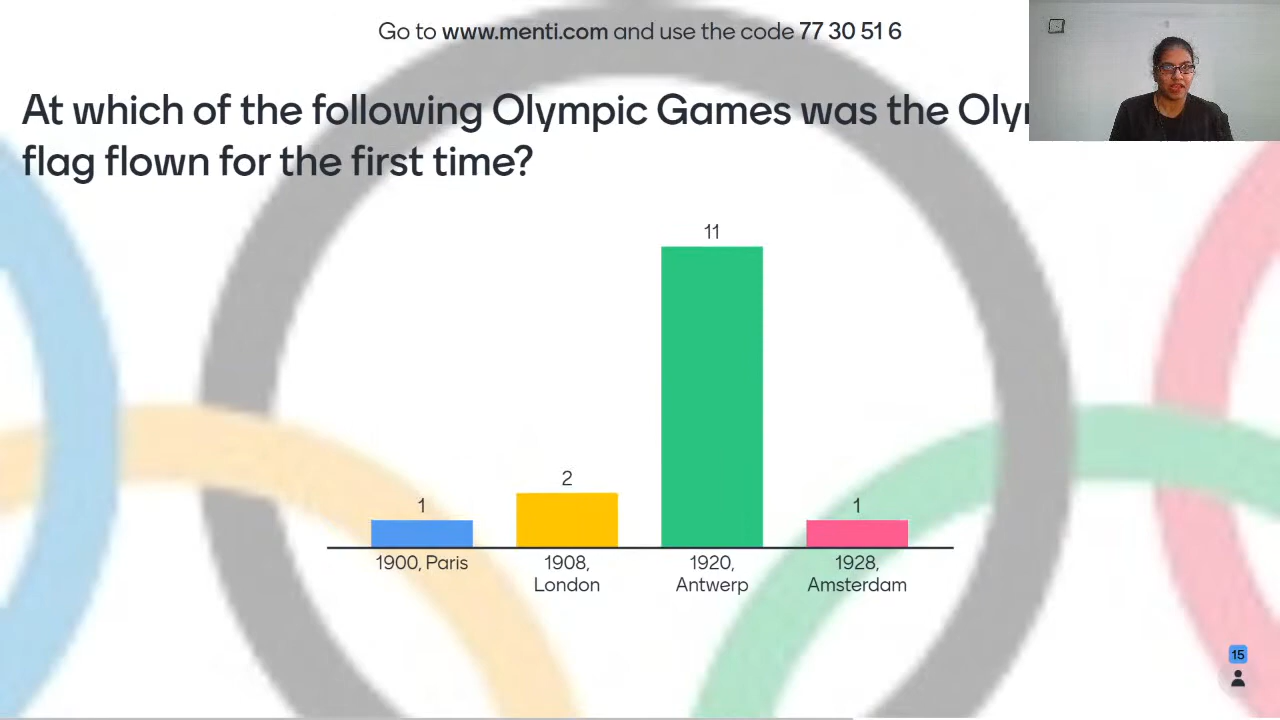 Go to www.menti.com and use the code 77 30 51 6
At which of the following Olympic Games was the
flag flown for the first time?
11
2
1
1
1900, Paris
1908,
London
1920,
Antwerp
1928,
Amsterdam
15